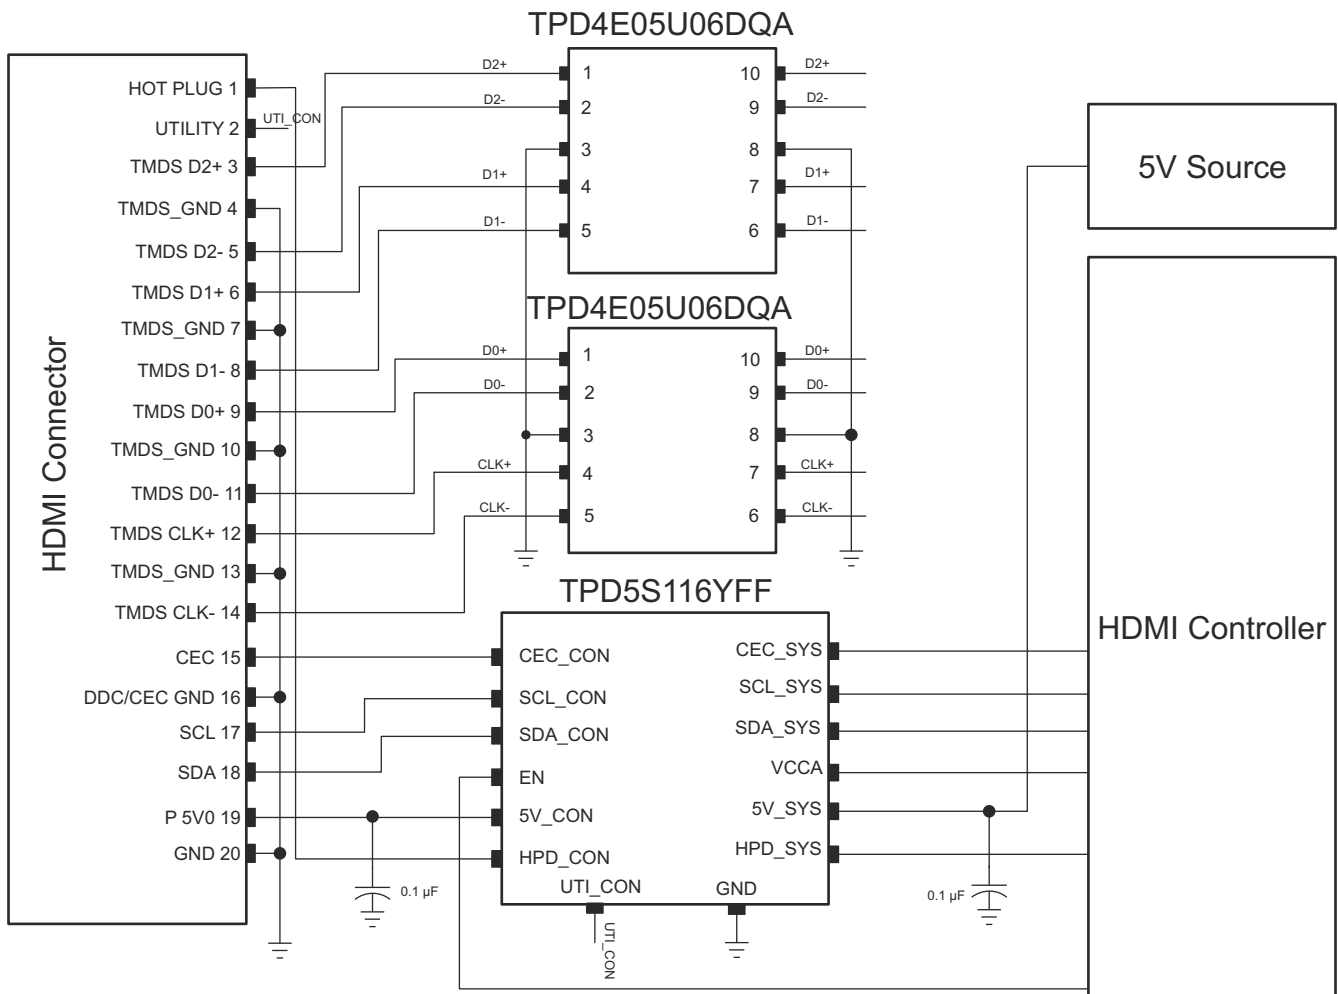 TPD4E05U06DQA
HDMI Connector
HOT PLUG 1
UTILITY 2
UTI_CON
TMDS D2+ 3
TMDS_GND 4
TMDS D2- 5
TMDS D1+ 6
TMDS_GND 7
TMDS D1- 8
TMDS D0+ 9
TMDS_GND 10
TMDS D0- 11
TMDS CLK+ 12
TMDS_GND 13
TMDS CLK- 14
CEC 15
DDC/CEC GND 16
SCL 17
SDA 18
P 5V0 19
GND 20
D2+ 1 10 D2+
D2- 2 9 D2-
3 8
D1+ 4 7 D1+
D1- 5 6 D1-
TPD4E05U06DQA
D0+ 1 10 D0+
D0- 2 9 D0-
3 8
CLK+ 4 7 CLK+
CLK- 5 6 CLK-
TPD5S116YFF
CEC_CON CEC_SYS
SCL_CON SCL_SYS
SDA_CON SDA_SYS
EN VCCA
5V_CON 5V_SYS
HPD_CON HPD_SYS
UTI_CON GND
UTI_CON
0.1 µF
0.1 µF
5V Source
HDMI Controller